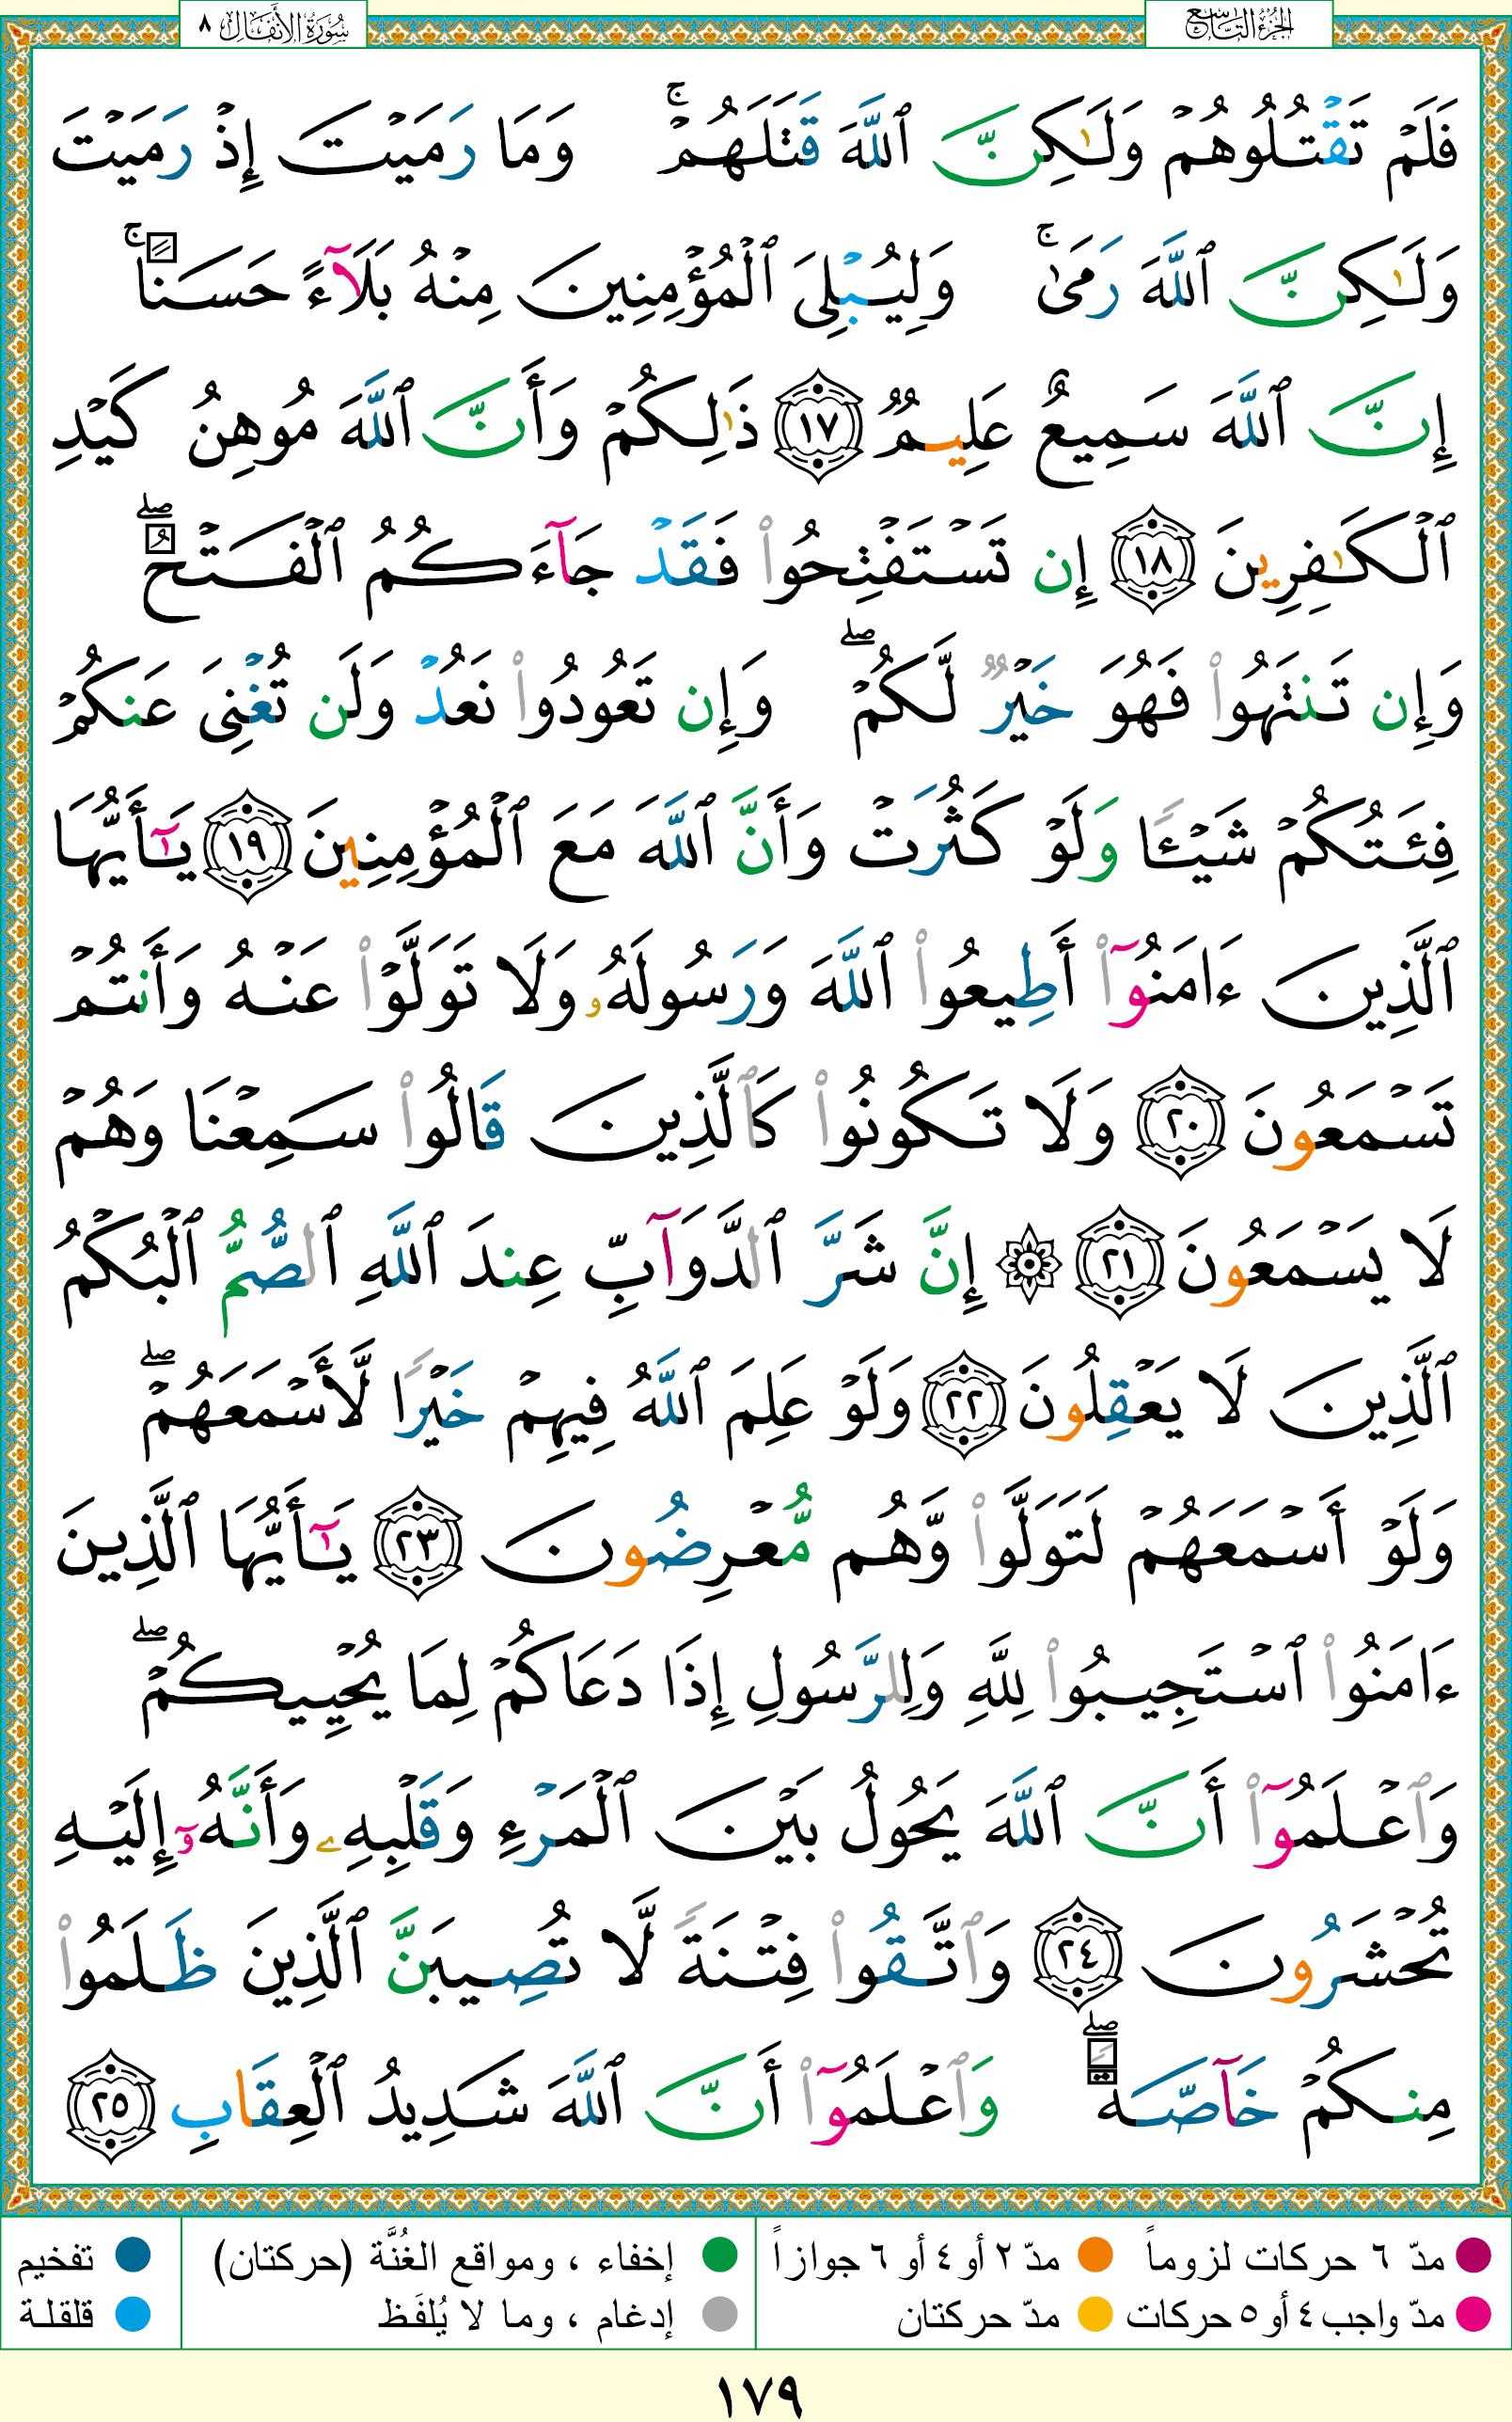 الجزء التاسع
سورة الأنفال ٨
فَلَمْ تَقْتُلُوهُمْ وَلَٰكِنَّ ٱللَّهَ قَتَلَهُمْ ۚ وَمَا رَمَيْتَ إِذْ رَمَيْتَ
وَلَٰكِنَّ ٱللَّهَ رَمَىٰ ۚ وَلِيُبْلِىَ ٱلْمُؤْمِنِينَ مِنْهُ بَلَآءً حَسَنًا ۚ
إِنَّ ٱللَّهَ سَمِيعٌ عَلِيمٌ ١٧ ذَٰلِكُمْ وَأَنَّ ٱللَّهَ مُوهِنُ كَيْدِ
ٱلْكَٰفِرِينَ ١٨ إِن تَسْتَفْتِحُوا۟ فَقَدْ جَآءَكُمُ ٱلْفَتْحُ ۖ
وَإِن تَنتَهُوا۟ فَهُوَ خَيْرٌ لَّكُمْ ۖ وَإِن تَعُودُوا۟ نَعُدْ وَلَن تُغْنِىَ عَنكُمْ
فِئَتُكُمْ شَيْـًٔا وَلَوْ كَثُرَتْ وَأَنَّ ٱللَّهَ مَعَ ٱلْمُؤْمِنِينَ ١٩ يَٰٓأَيُّهَا
ٱلَّذِينَ ءَامَنُوٓا۟ أَطِيعُوا۟ ٱللَّهَ وَرَسُولَهُۥ وَلَا تَوَلَّوْا۟ عَنْهُ وَأَنتُمْ
تَسْمَعُونَ ٢٠ وَلَا تَكُونُوا۟ كَٱلَّذِينَ قَالُوا۟ سَمِعْنَا وَهُمْ
لَا يَسْمَعُونَ ٢١ ۞ إِنَّ شَرَّ ٱلدَّوَآبِّ عِندَ ٱللَّهِ ٱلصُّمُّ ٱلْبُكْمُ
ٱلَّذِينَ لَا يَعْقِلُونَ ٢٢ وَلَوْ عَلِمَ ٱللَّهُ فِيهِمْ خَيْرًا لَّأَسْمَعَهُمْ ۖ
وَلَوْ أَسْمَعَهُمْ لَتَوَلَّوا۟ وَّهُم مُّعْرِضُونَ ٢٣ يَٰٓأَيُّهَا ٱلَّذِينَ
ءَامَنُوا۟ ٱسْتَجِيبُوا۟ لِلَّهِ وَلِلرَّسُولِ إِذَا دَعَاكُمْ لِمَا يُحْيِيكُمْ ۖ
وَٱعْلَمُوٓا۟ أَنَّ ٱللَّهَ يَحُولُ بَيْنَ ٱلْمَرْءِ وَقَلْبِهِۦ وَأَنَّهُۥٓ إِلَيْهِ
تُحْشَرُونَ ٢٤ وَٱتَّقُوا۟ فِتْنَةً لَّا تُصِيبَنَّ ٱلَّذِينَ ظَلَمُوا۟
مِنكُمْ خَآصَّةً ۖ وَٱعْلَمُوٓا۟ أَنَّ ٱللَّهَ شَدِيدُ ٱلْعِقَابِ ٢٥
مدّ ٦ حركات لزوماً مدّ ٢ أو ٤ أو ٦ جوازاً إخفاء ، ومواقع الغُنَّة (حركتان) تفخيم
مدّ واجب ٤ أو ٥ حركات مدّ حركتان إدغام ، وما لا يُلفَظ قلقلة
١٧٩